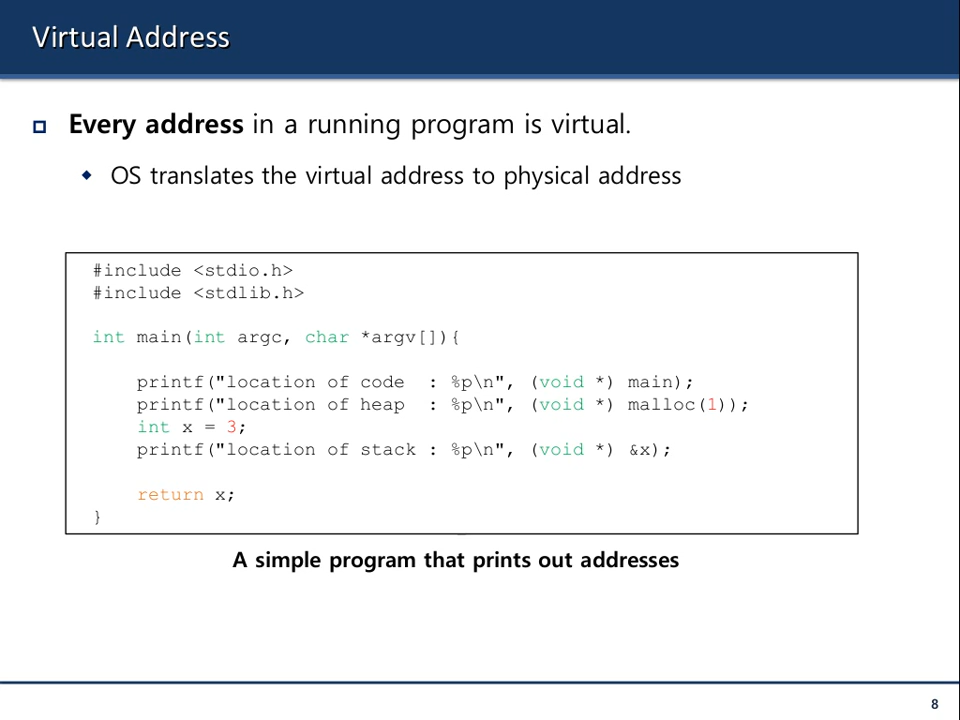 Virtual Address
Every address in a running program is virtual.
OS translates the virtual address to physical address
#include <stdio.h>
#include <stdlib.h>
int main(int argc, char *argv[]){
printf("location of code  : %p\n", (void *) main);
printf("location of heap  : %p\n", (void *) malloc(1));
int x = 3;
printf("location of stack : %p\n", (void *) &x);
return x;
}
A simple program that prints out addresses
8